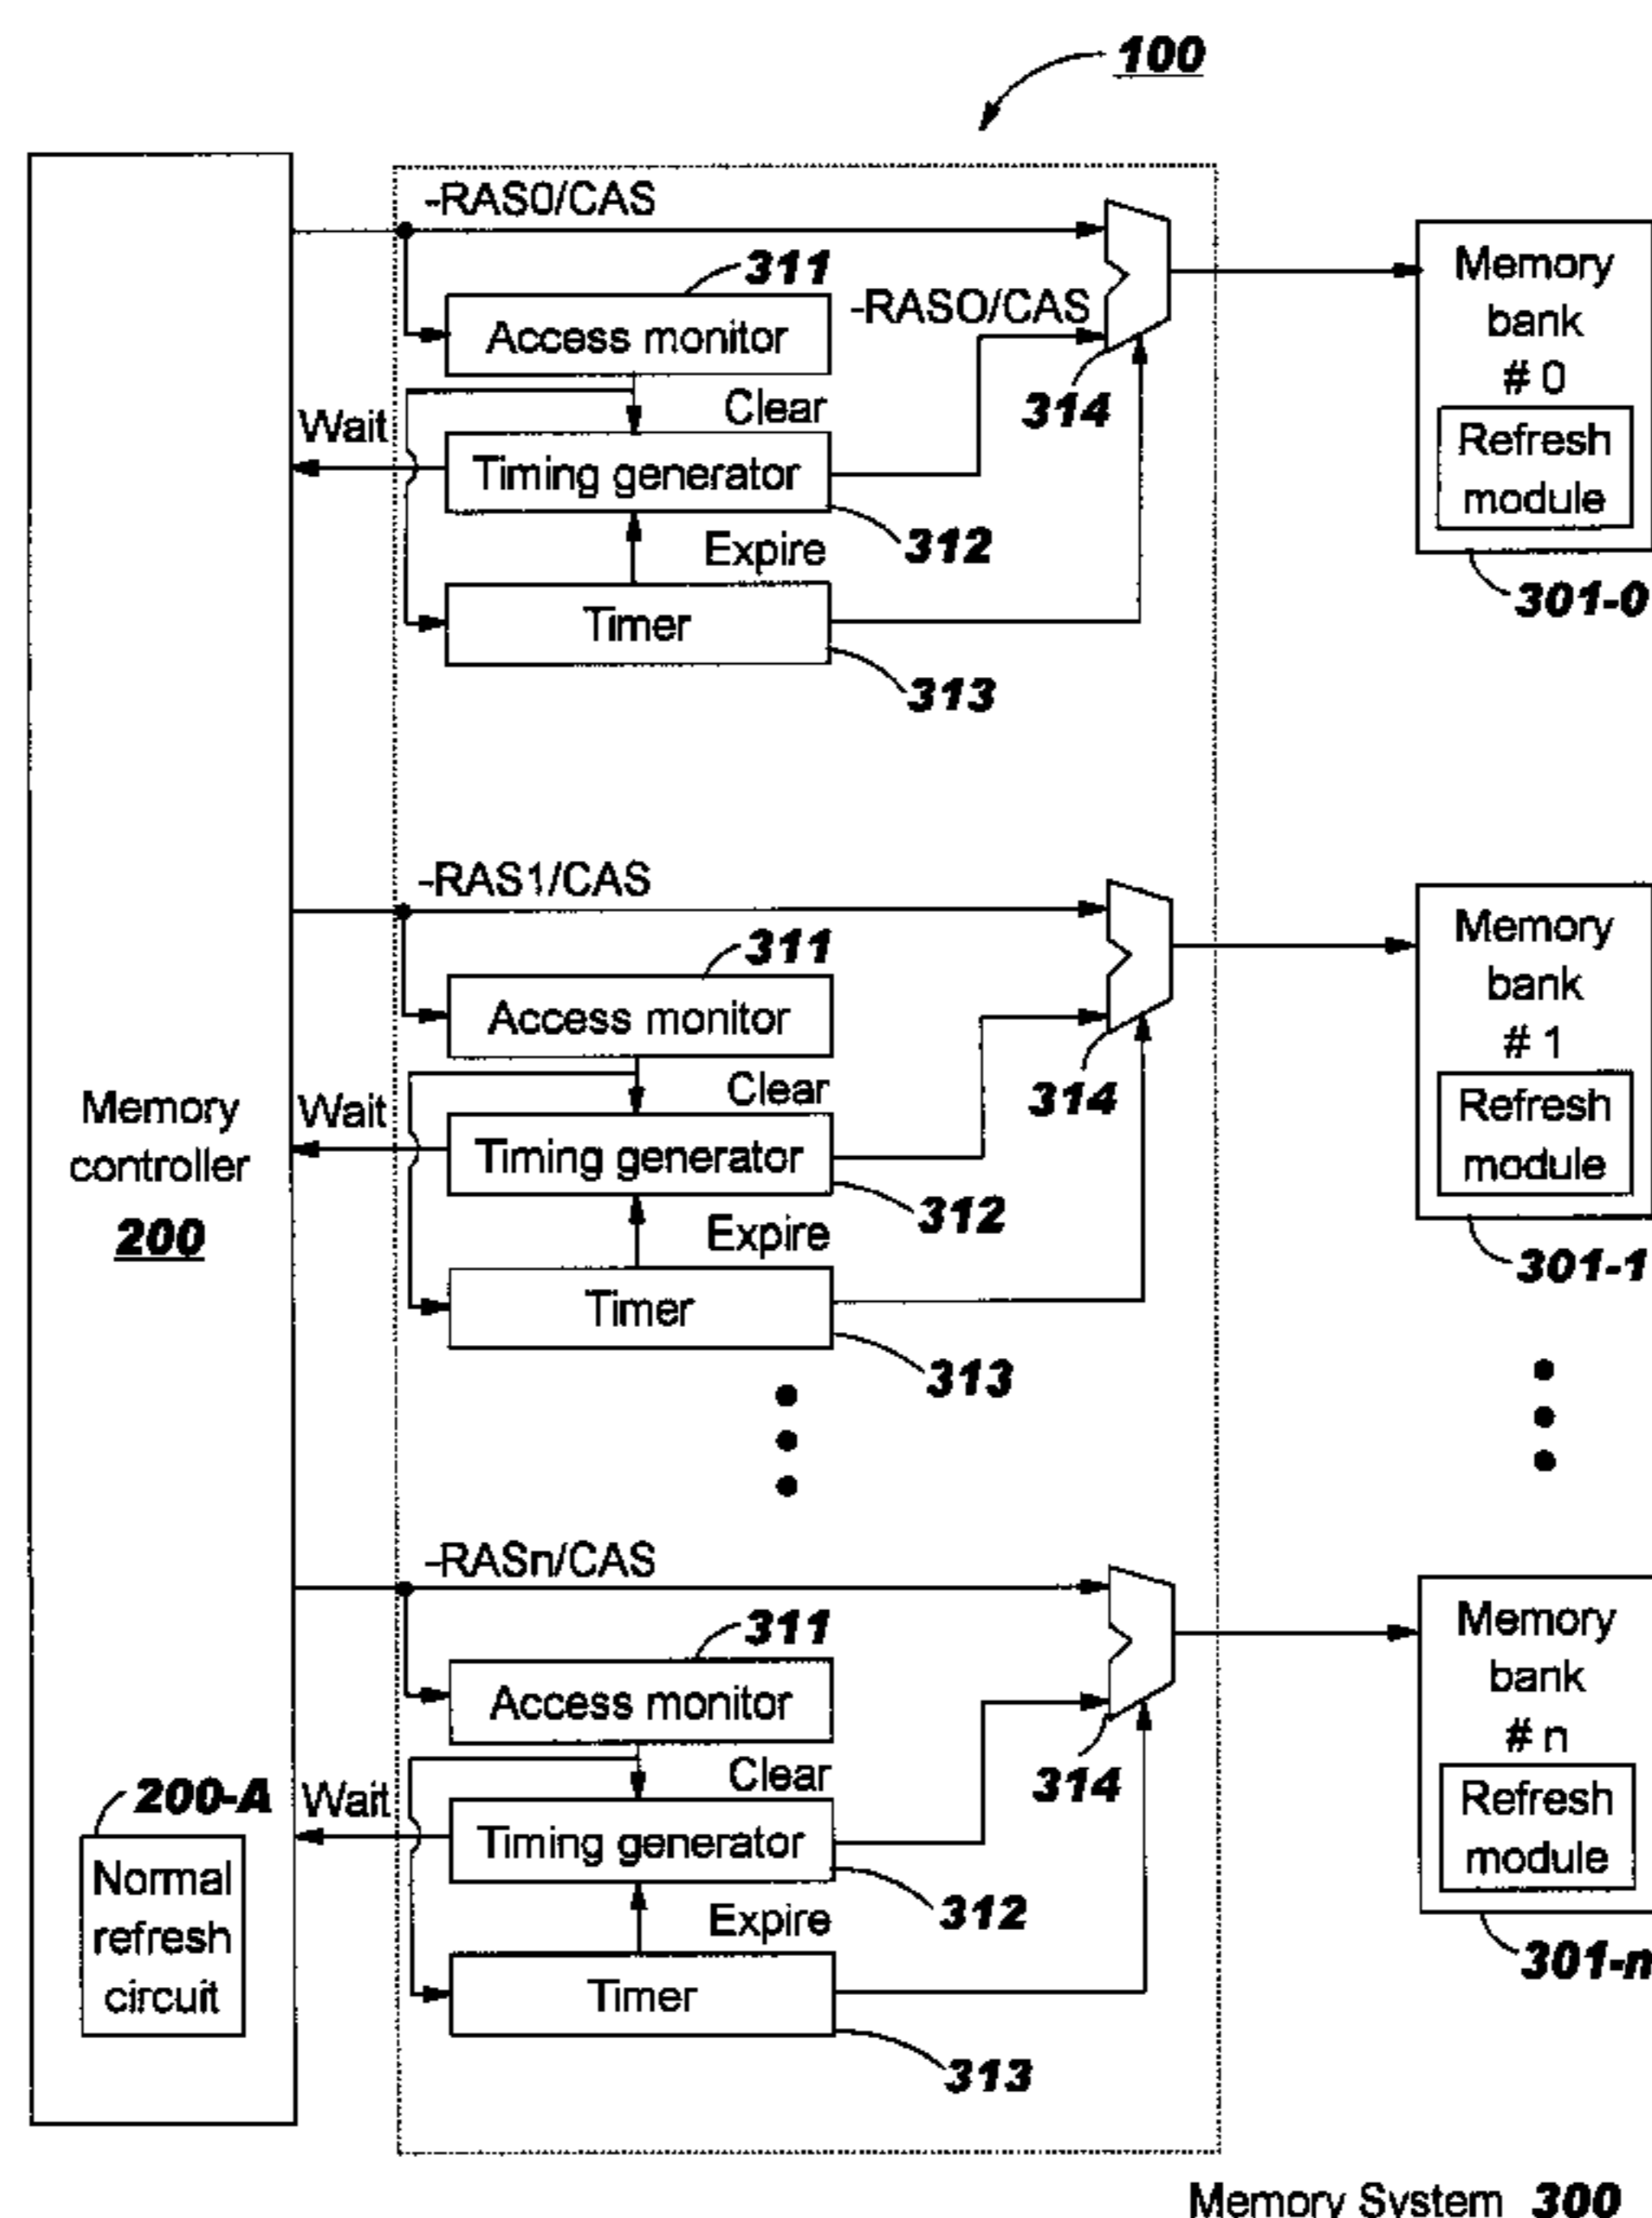 100
-RAS0/CAS
311
Access monitor
-RASO/CAS
Clear
314
Wait
Timing generator
312
Expire
Timer
313
Memory
bank
# 0
Refresh
module
301-0
-RAS1/CAS
311
Access monitor
Clear
314
Wait
Timing generator
312
Expire
Timer
313
Memory
bank
# 1
Refresh
module
301-1
Memory
controller
200
-RASn/CAS
311
Access monitor
Clear
314
Wait
Timing generator
312
Expire
Timer
313
Memory
bank
# n
Refresh
module
301-n
200-A
Normal
refresh
circuit
Memory System 300